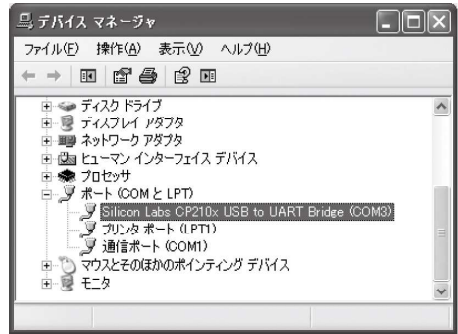 デバイス マネージャ
ファイル(F) 操作(A) 表示(V) ヘルプ(H)
ディスク ドライブ
ディスプレイ アダプタ
ネットワーク アダプタ
ヒューマン インターフェイス デバイス
プロセッサ
ポート (COM と LPT)
Silicon Labs CP210x USB to UART Bridge (COM3)
プリンタ ポート (LPT1)
通信ポート (COM1)
マウスとそのほかのポインティング デバイス
モニタ